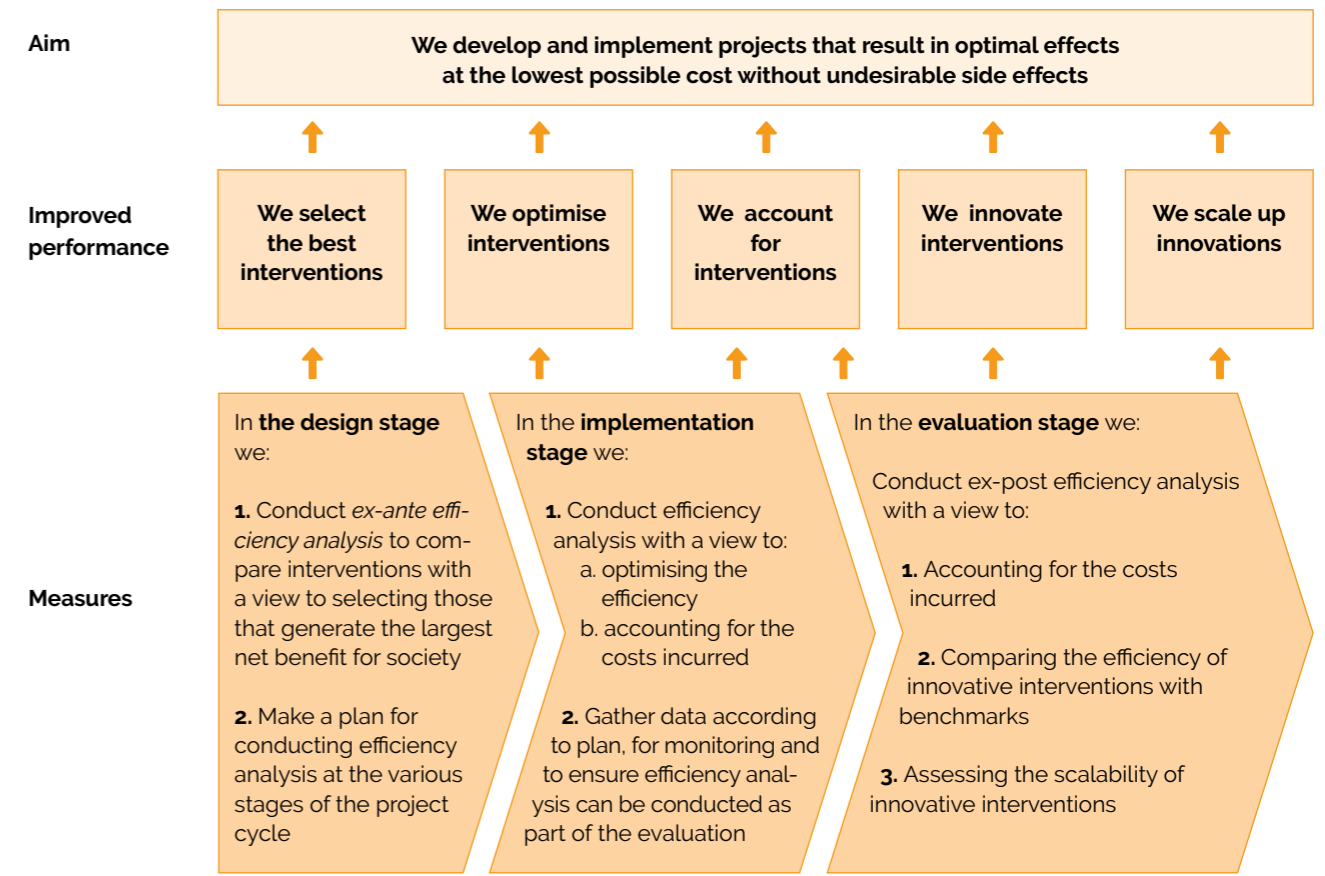 Aim
We develop and implement projects that result in optimal effects
at the lowest possible cost without undesirable side effects
Improved
performance
We select
the best
interventions
We optimise
interventions
We account
for
interventions
We innovate
interventions
We scale up
innovations
Measures
In the design stage
we:
1. Conduct ex-ante effi-
ciency analysis to com-
pare interventions with
a view to selecting those
that generate the largest
net benefit for society
2. Make a plan for
conducting efficiency
analysis at the various
stages of the project
cycle
In the implementation
stage we:
1. Conduct efficiency
analysis with a view to:
a. optimising the
efficiency
b. accounting for the
costs incurred
2. Gather data according
to plan, for monitoring and
to ensure efficiency anal-
ysis can be conducted as
part of the evaluation
In the evaluation stage we:
Conduct ex-post efficiency analysis
with a view to:
1. Accounting for the costs
incurred
2. Comparing the efficiency of
innovative interventions with
benchmarks
3. Assessing the scalability of
innovative interventions